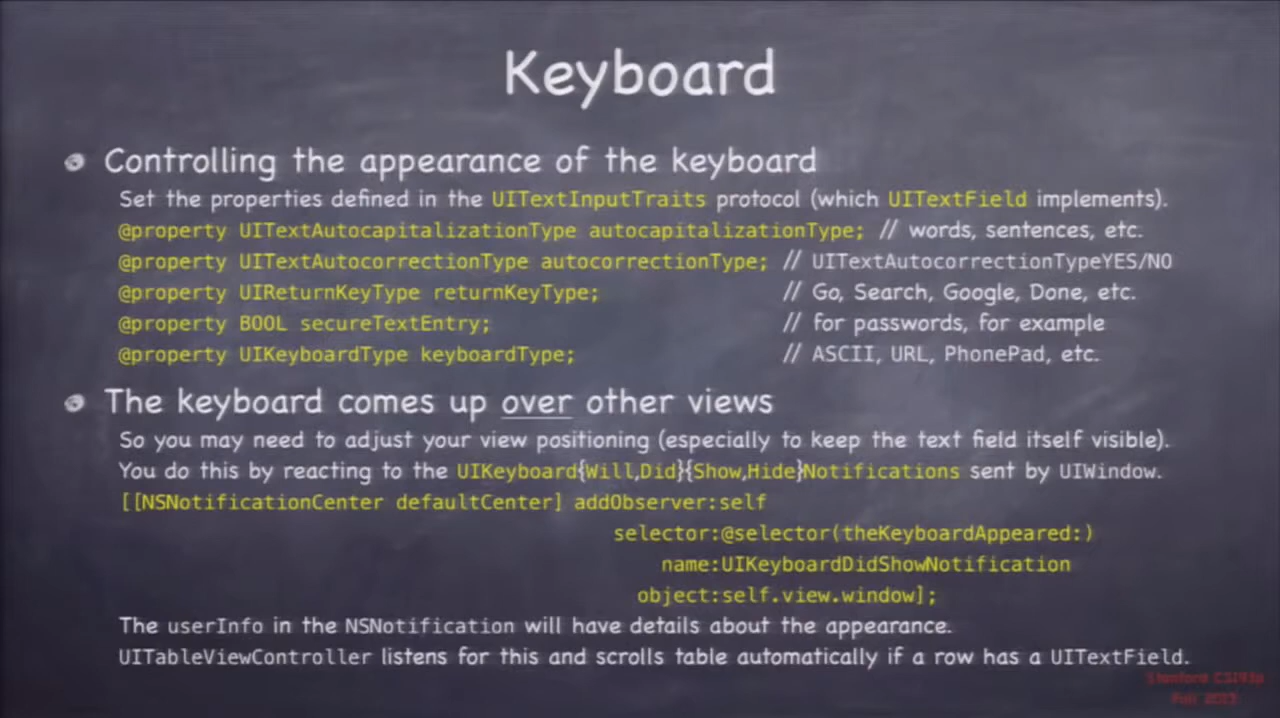 Keyboard
Controlling the appearance of the keyboard
Set the properties defined in the UITextInputTraits protocol (which UITextField implements).
@property UITextAutocapitalizationType autocapitalizationType; // words, sentences, etc.
@property UITextAutocorrectionType autocorrectionType; // UITextAutocorrectionTypeYES/NO
@property UIReturnKeyType returnKeyType; // Go, Search, Google, Done, etc.
@property BOOL secureTextEntry; // for passwords, for example
@property UIKeyboardType keyboardType; // ASCII, URL, PhonePad, etc.
The keyboard comes up over other views
So you may need to adjust your view positioning (especially to keep the text field itself visible).
You do this by reacting to the UIKeyboard{Will,Did}{Show,Hide}Notifications sent by UIWindow.
[[NSNotificationCenter defaultCenter] addObserver:self
selector:@selector(theKeyboardAppeared:)
name:UIKeyboardDidShowNotification
object:self.view.window];
The userInfo in the NSNotification will have details about the appearance.
UITableViewController listens for this and scrolls table automatically if a row has a UITextField.
Stanford CS193p
Fall 2013